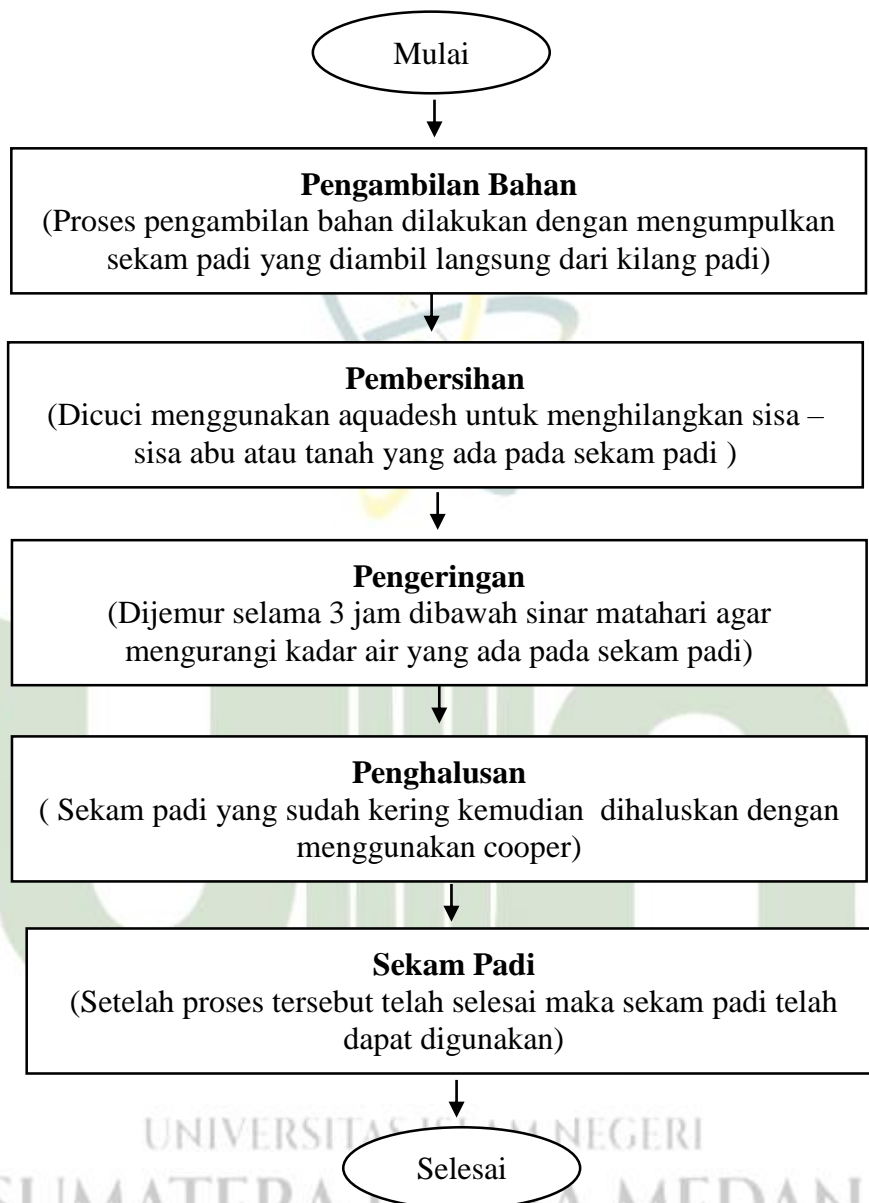 Mulai
Pengambilan Bahan
(Proses pengambilan bahan dilakukan dengan mengumpulkan
sekam padi yang diambil langsung dari kilang padi)
Pembersihan
(Dicuci menggunakan aquadesh untuk menghilangkan sisa –
sisa abu atau tanah yang ada pada sekam padi )
Pengeringan
(Dijemur selama 3 jam dibawah sinar matahari agar
mengurangi kadar air yang ada pada sekam padi)
Penghalusan
( Sekam padi yang sudah kering kemudian  dihaluskan dengan
menggunakan cooper)
Sekam Padi
(Setelah proses tersebut telah selesai maka sekam padi telah
dapat digunakan)
UNIVERSITAS ISLAM NEGERI
Selesai
SUMATERA MEDAN